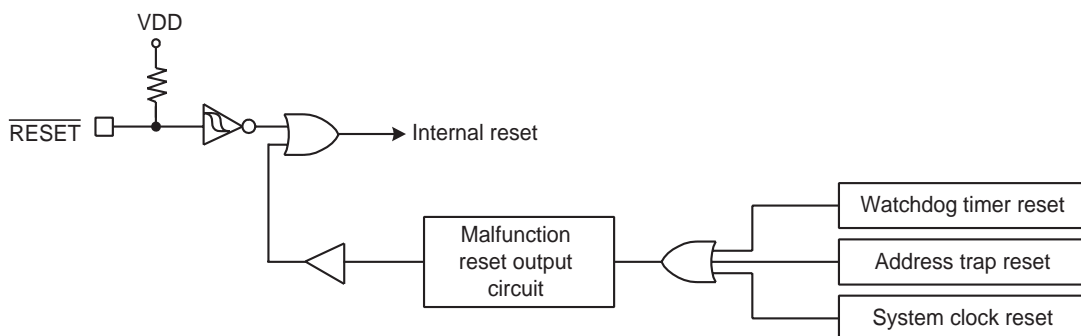 VDD
RESET
Internal reset
Malfunction
reset output
circuit
Watchdog timer reset
Address trap reset
System clock reset